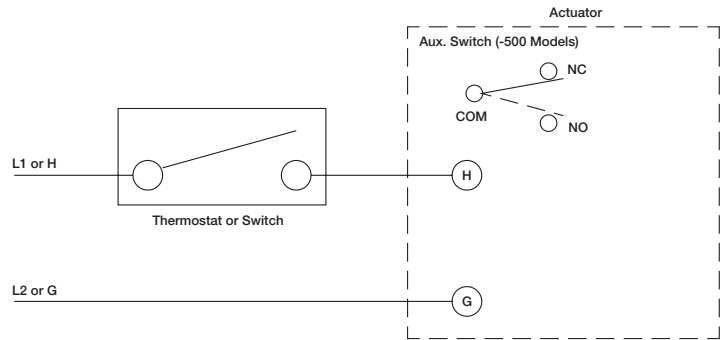 Actuator
Aux. Switch (-500 Models)
NC
COM
NO
L1 or H
H
Thermostat or Switch
L2 or G
G